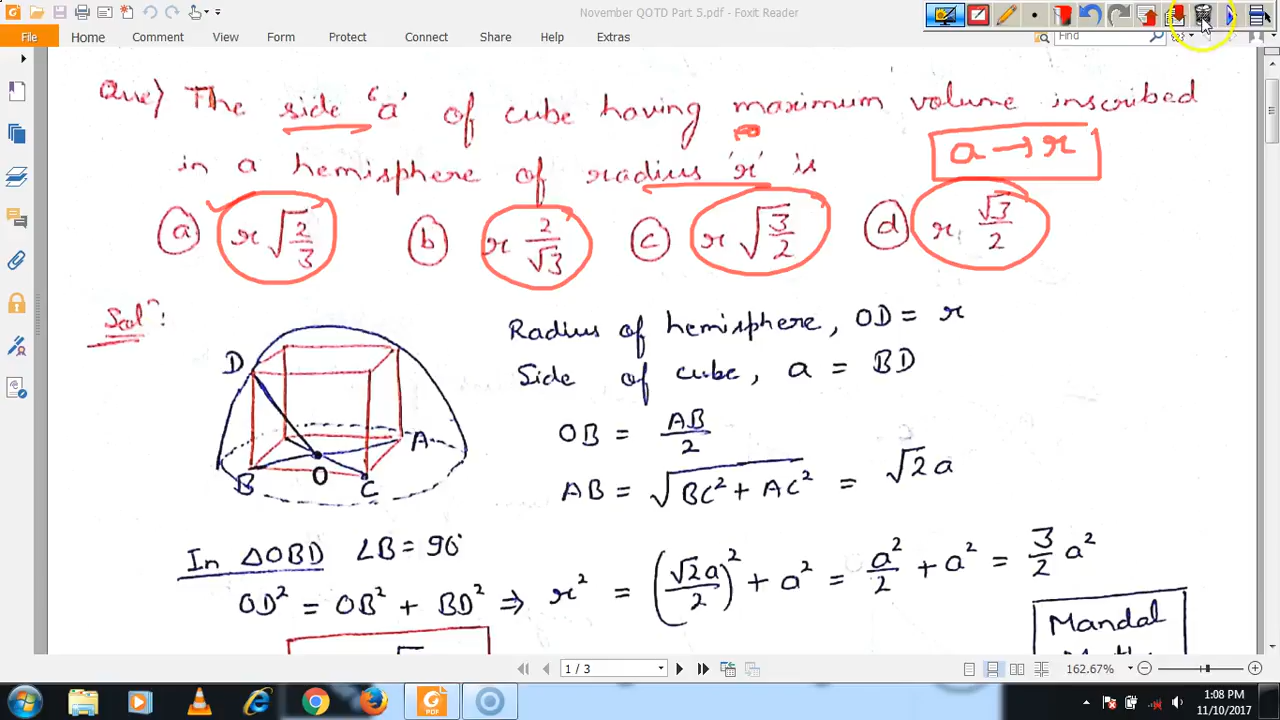 November QOTD Part 5.pdf - Foxit Reader
File Home Comment View Form Protect Connect Share Help Extras
Find
Que) The side "a" of cube having maximum volume inscribed
in a hemisphere of radius 'r' is
a → r
(a) r √(2/3) (b) r 2/√3 (c) r √(3/2) (d) r. √3/2
Solⁿ:
D
B
O
C
A
Radius of hemisphere, OD = r
Side of cube, a = BD
OB = AB/2
AB = √(BC² + AC²) = √2a
In ΔOBD ∠B = 90°
OD² = OB² + BD² ⇒ r² = (√2a/2)² + a² = a²/2 + a² = 3/2 a²
Mandal
1 / 3
162.67%
PDF
1:08 PM
11/10/2017